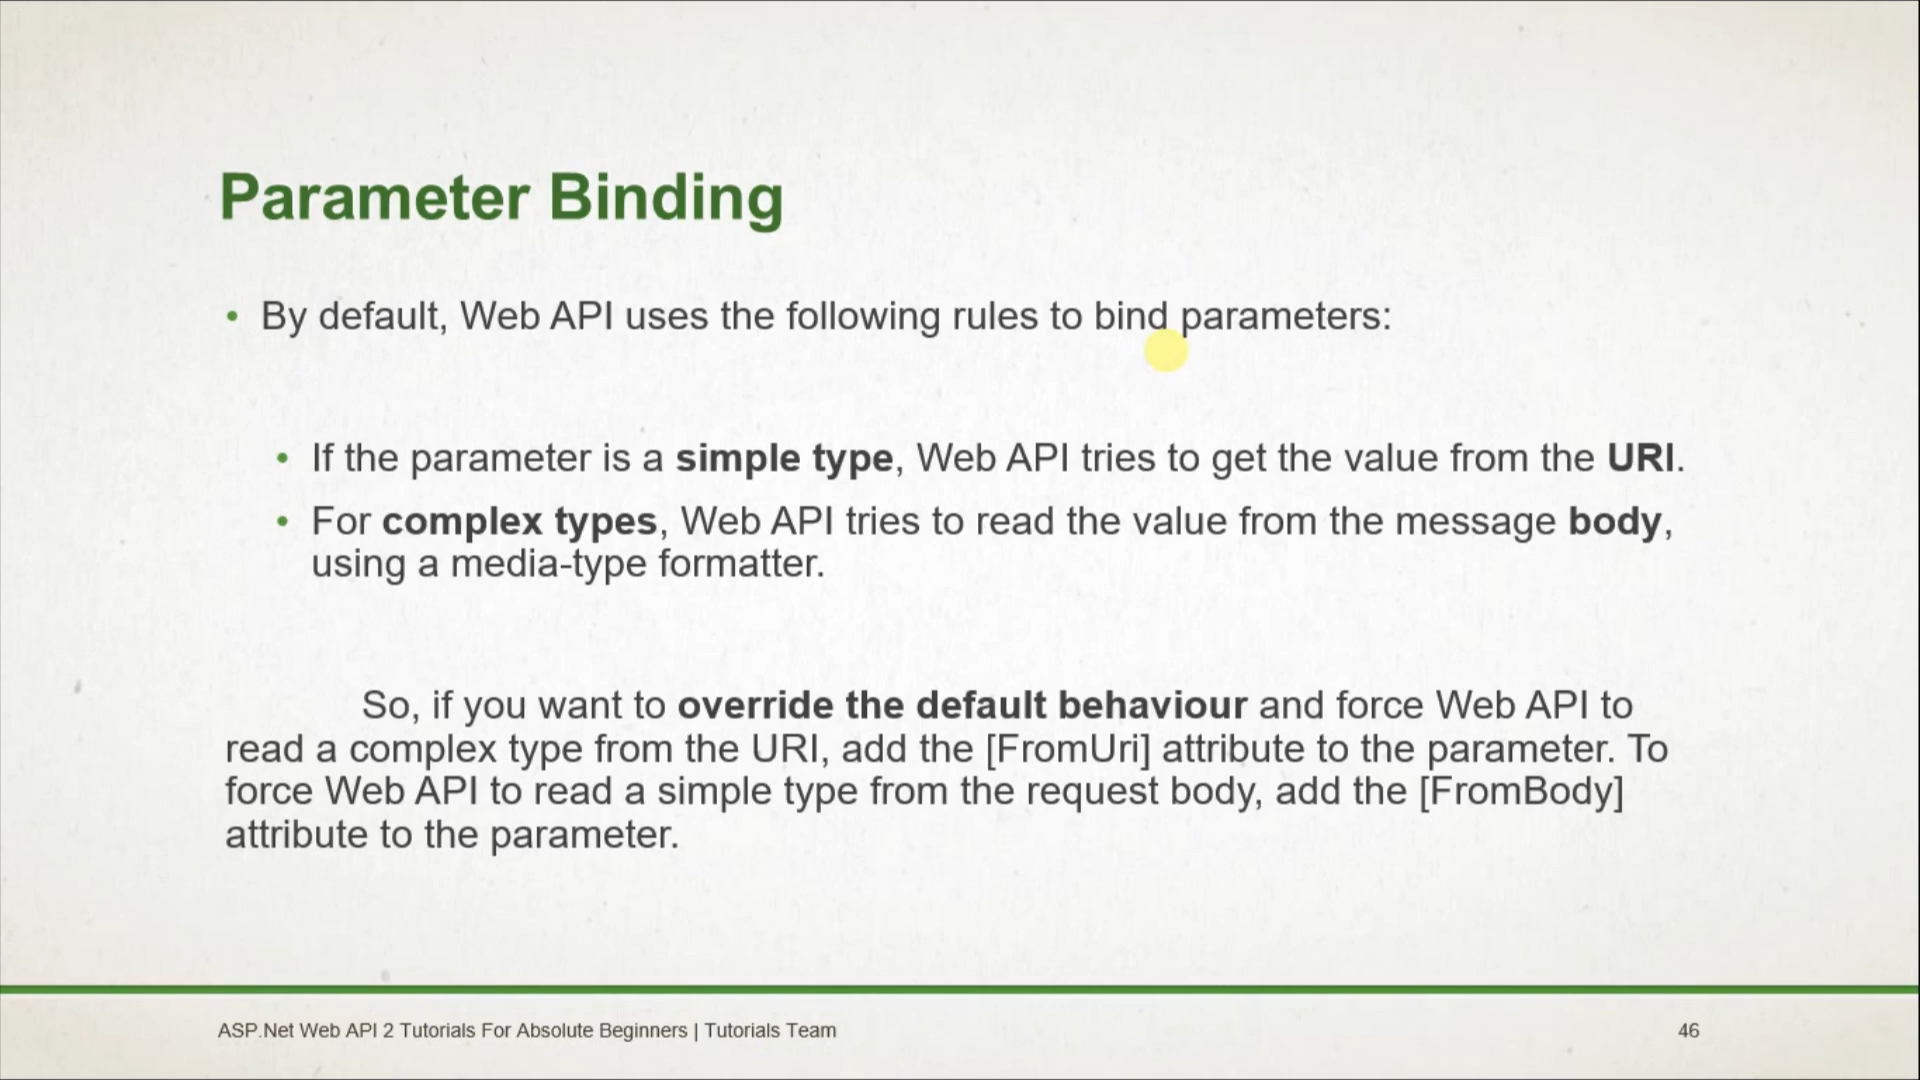 Parameter Binding
• By default, Web API uses the following rules to bind parameters:
• If the parameter is a simple type, Web API tries to get the value from the URI.
• For complex types, Web API tries to read the value from the message body,
using a media-type formatter.
So, if you want to override the default behaviour and force Web API to
read a complex type from the URI, add the [FromUri] attribute to the parameter. To
force Web API to read a simple type from the request body, add the [FromBody]
attribute to the parameter.
ASP.Net Web API 2 Tutorials For Absolute Beginners | Tutorials Team
46